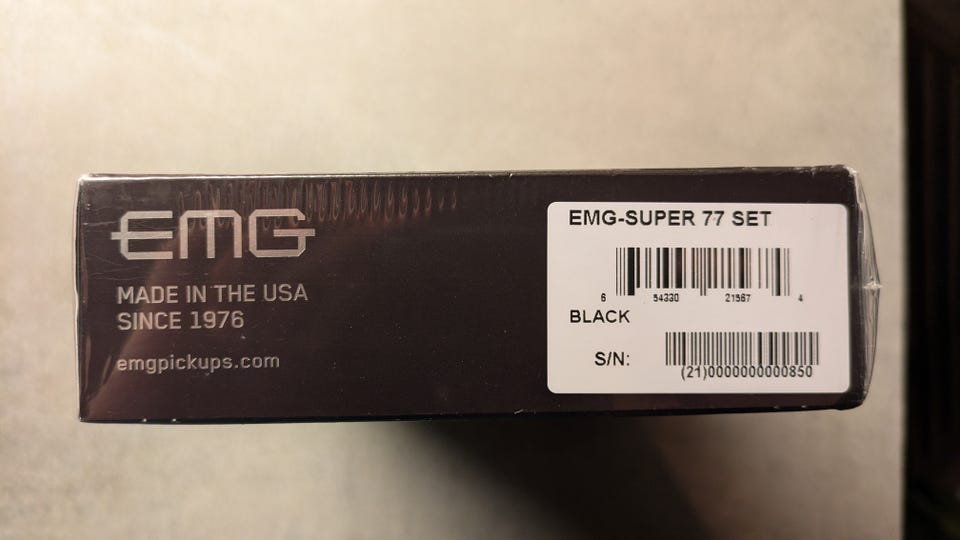 EMG
MADE IN THE USA
SINCE 1976
emgpickups.com
EMG-SUPER 77 SET
6 54330 21567 4
BLACK
S/N:
(21)0000000000850